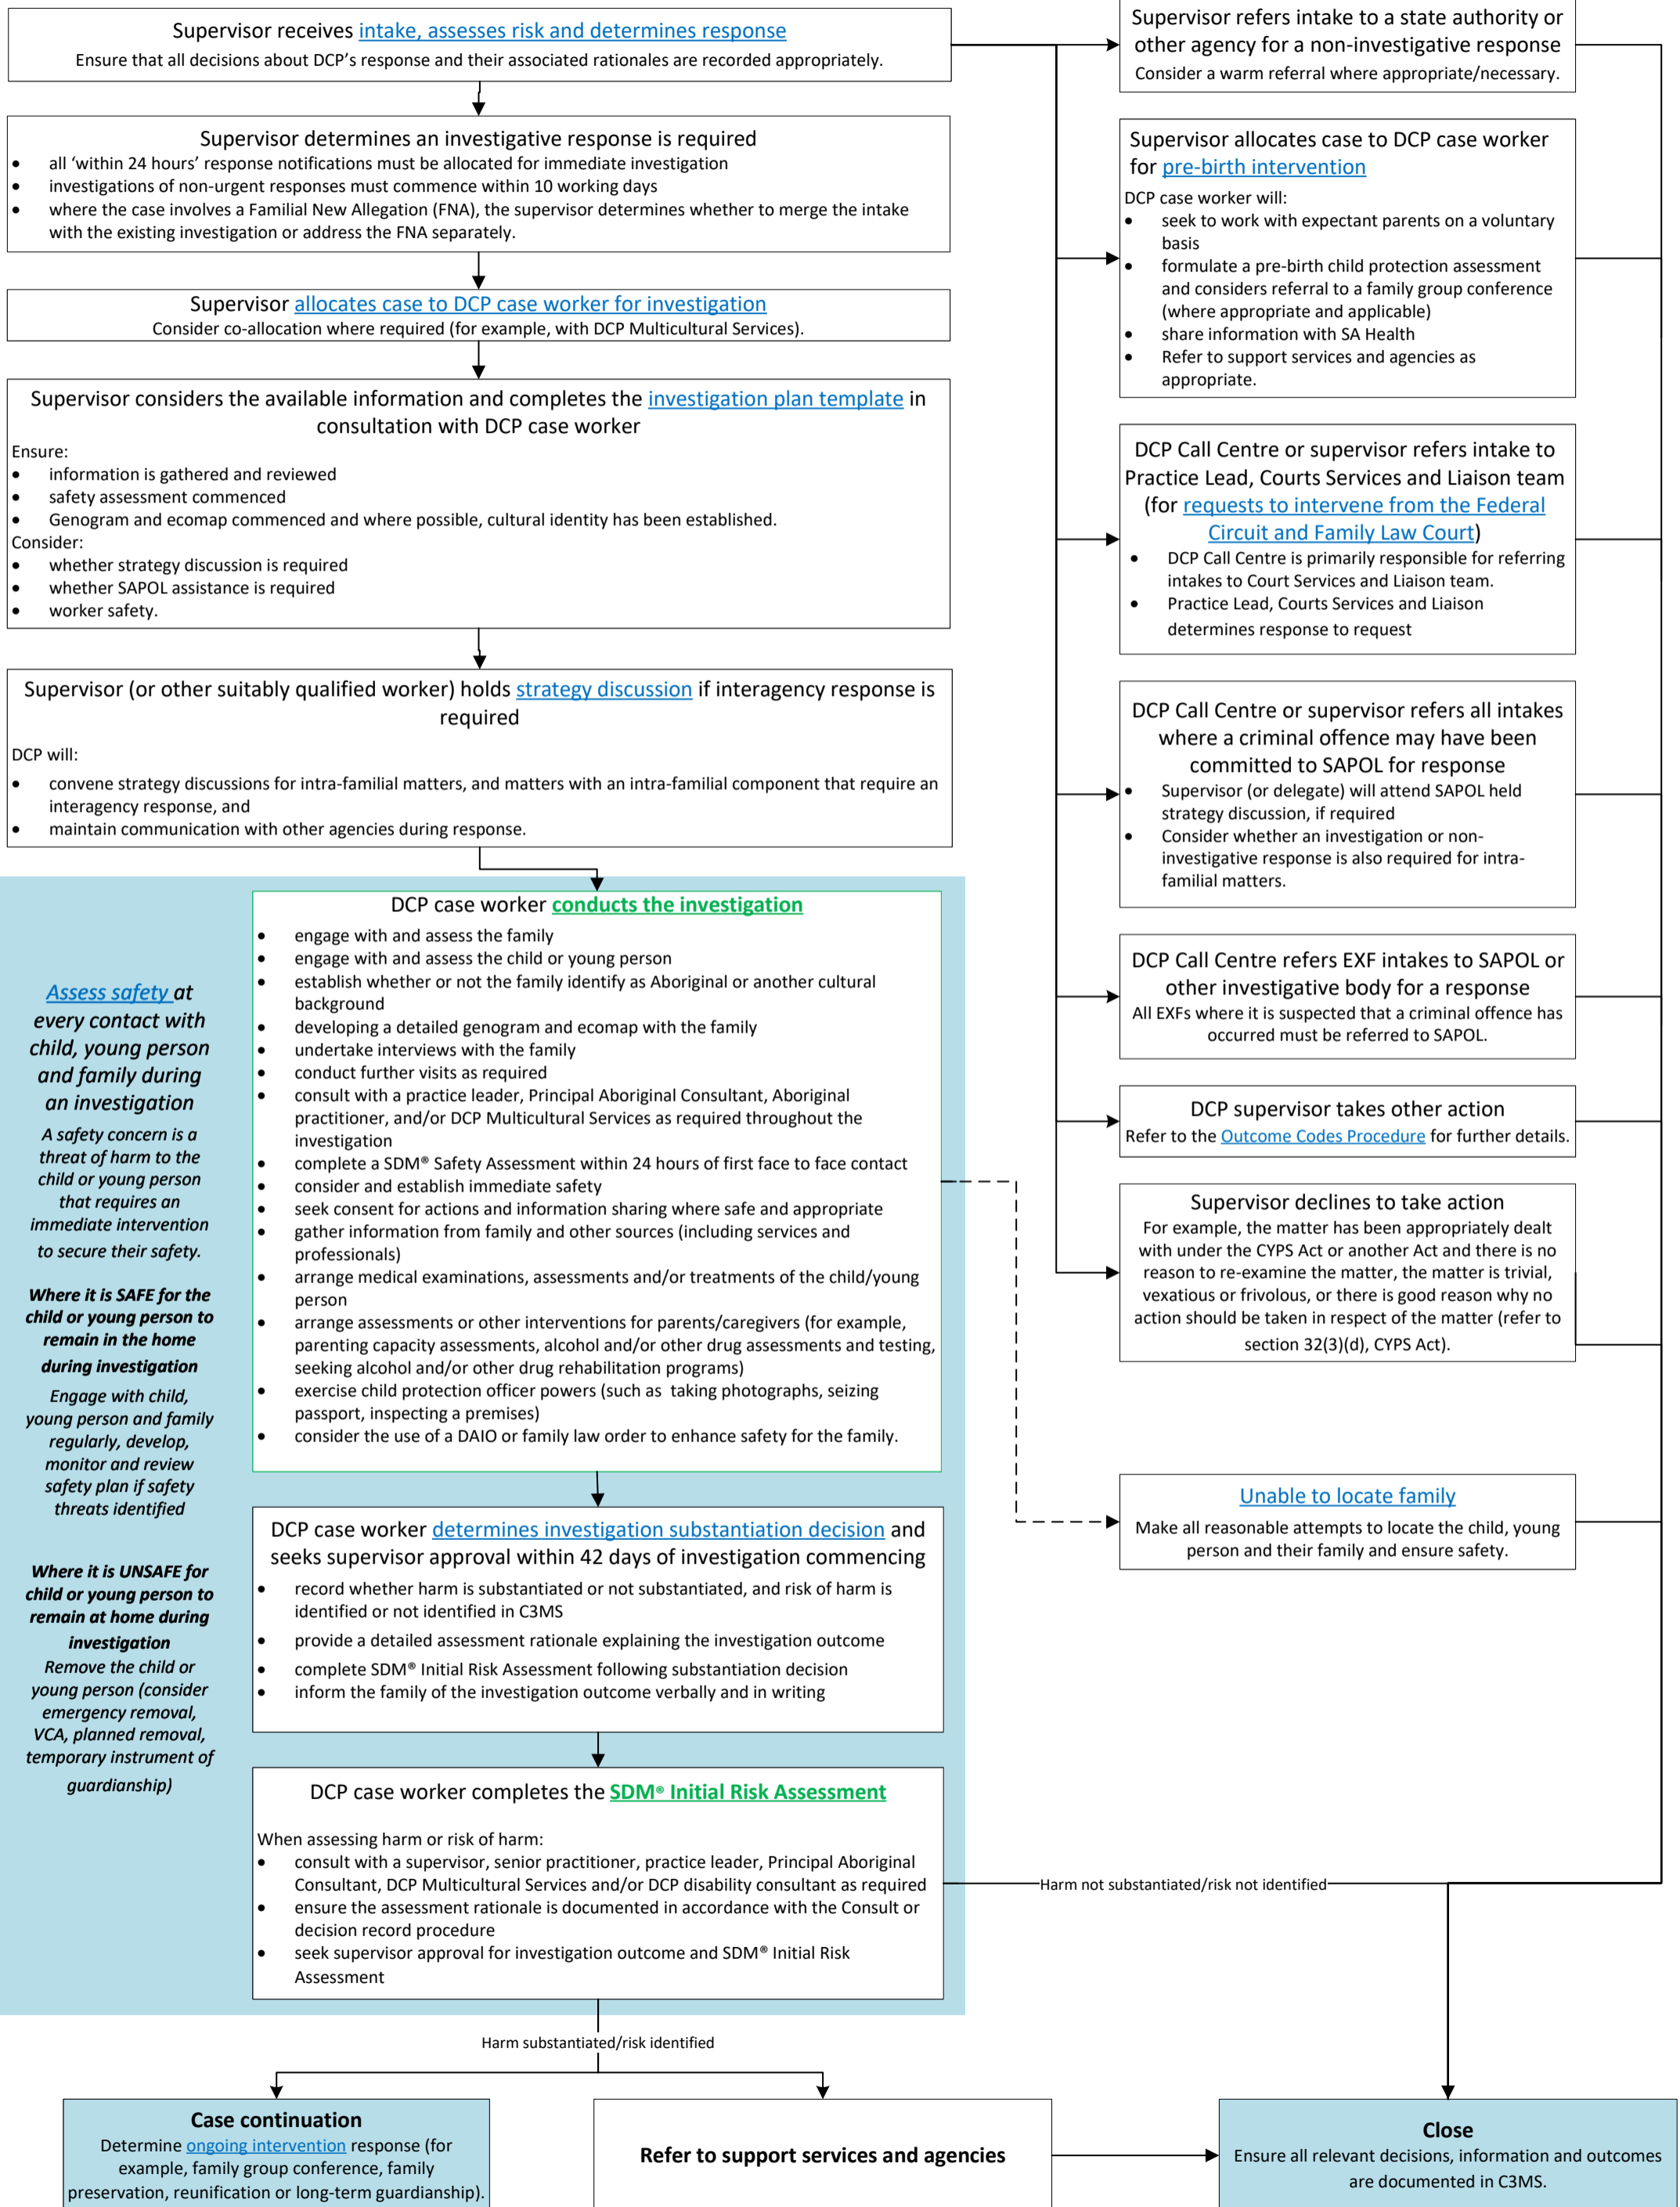 Supervisor receives intake, assesses risk and determines response
Ensure that all decisions about DCP's response and their associated rationales are recorded appropriately.
Supervisor determines an investigative response is required
• all 'within 24 hours' response notifications must be allocated for immediate investigation
• investigations of non-urgent responses must commence within 10 working days
• where the case involves a Familial New Allegation (FNA), the supervisor determines whether to merge the intake
with the existing investigation or address the FNA separately.
Supervisor allocates case to DCP case worker for investigation
Consider co-allocation where required (for example, with DCP Multicultural Services).
Supervisor considers the available information and completes the investigation plan template in
consultation with DCP case worker
Ensure:
• information is gathered and reviewed
• safety assessment commenced
• Genogram and ecomap commenced and where possible, cultural identity has been established.
Consider:
• whether strategy discussion is required
• whether SAPOL assistance is required
• worker safety.
Supervisor (or other suitably qualified worker) holds strategy discussion if interagency response is
required
DCP will:
• convene strategy discussions for intra-familial matters, and matters with an intra-familial component that require an
interagency response, and
• maintain communication with other agencies during response.
Assess safety at
every contact with
child, young person
and family during
an investigation
A safety concern is a
threat of harm to the
child or young person
that requires an
immediate intervention
to secure their safety.
Where it is SAFE for the
child or young person to
remain in the home
during investigation
Engage with child,
young person and family
regularly, develop,
monitor and review
safety plan if safety
threats identified
Where it is UNSAFE for
child or young person to
remain at home during
investigation
Remove the child or
young person (consider
emergency removal,
VCA, planned removal,
temporary instrument of
guardianship)
DCP case worker conducts the investigation
• engage with and assess the family
• engage with and assess the child or young person
• establish whether or not the family identify as Aboriginal or another cultural
background
• developing a detailed genogram and ecomap with the family
• undertake interviews with the family
• conduct further visits as required
• consult with a practice leader, Principal Aboriginal Consultant, Aboriginal
practitioner, and/or DCP Multicultural Services as required throughout the
investigation
• complete a SDM® Safety Assessment within 24 hours of first face to face contact
• consider and establish immediate safety
• seek consent for actions and information sharing where safe and appropriate
• gather information from family and other sources (including services and
professionals)
• arrange medical examinations, assessments and/or treatments of the child/young
person
• arrange assessments or other interventions for parents/caregivers (for example,
parenting capacity assessments, alcohol and/or other drug assessments and testing,
seeking alcohol and/or other drug rehabilitation programs)
• exercise child protection officer powers (such as taking photographs, seizing
passport, inspecting a premises)
• consider the use of a DAIO or family law order to enhance safety for the family.
DCP case worker determines investigation substantiation decision and
seeks supervisor approval within 42 days of investigation commencing
• record whether harm is substantiated or not substantiated, and risk of harm is
identified or not identified in C3MS
• provide a detailed assessment rationale explaining the investigation outcome
• complete SDM® Initial Risk Assessment following substantiation decision
• inform the family of the investigation outcome verbally and in writing
DCP case worker completes the SDM® Initial Risk Assessment
When assessing harm or risk of harm:
• consult with a supervisor, senior practitioner, practice leader, Principal Aboriginal
Consultant, DCP Multicultural Services and/or DCP disability consultant as required
• ensure the assessment rationale is documented in accordance with the Consult or
decision record procedure
• seek supervisor approval for investigation outcome and SDM® Initial Risk
Assessment
Harm not substantiated/risk not identified
Harm substantiated/risk identified
Supervisor refers intake to a state authority or
other agency for a non-investigative response
Consider a warm referral where appropriate/necessary.
Supervisor allocates case to DCP case worker
for pre-birth intervention
DCP case worker will:
• seek to work with expectant parents on a voluntary
basis
• formulate a pre-birth child protection assessment
and considers referral to a family group conference
(where appropriate and applicable)
• share information with SA Health
• Refer to support services and agencies as
appropriate.
DCP Call Centre or supervisor refers intake to
Practice Lead, Courts Services and Liaison team
(for requests to intervene from the Federal
Circuit and Family Law Court)
• DCP Call Centre is primarily responsible for referring
intakes to Court Services and Liaison team.
• Practice Lead, Courts Services and Liaison
determines response to request
DCP Call Centre or supervisor refers all intakes
where a criminal offence may have been
committed to SAPOL for response
• Supervisor (or delegate) will attend SAPOL held
strategy discussion, if required
• Consider whether an investigation or non-
investigative response is also required for intra-
familial matters.
DCP Call Centre refers EXF intakes to SAPOL or
other investigative body for a response
All EXFs where it is suspected that a criminal offence has
occurred must be referred to SAPOL.
DCP supervisor takes other action
Refer to the Outcome Codes Procedure for further details.
Supervisor declines to take action
For example, the matter has been appropriately dealt
with under the CYPS Act or another Act and there is no
reason to re-examine the matter, the matter is trivial,
vexatious or frivolous, or there is good reason why no
action should be taken in respect of the matter (refer to
section 32(3)(d), CYPS Act).
Unable to locate family
Make all reasonable attempts to locate the child, young
person and their family and ensure safety.
Case continuation
Determine ongoing intervention response (for
example, family group conference, family
preservation, reunification or long-term guardianship).
Refer to support services and agencies
Close
Ensure all relevant decisions, information and outcomes
are documented in C3MS.